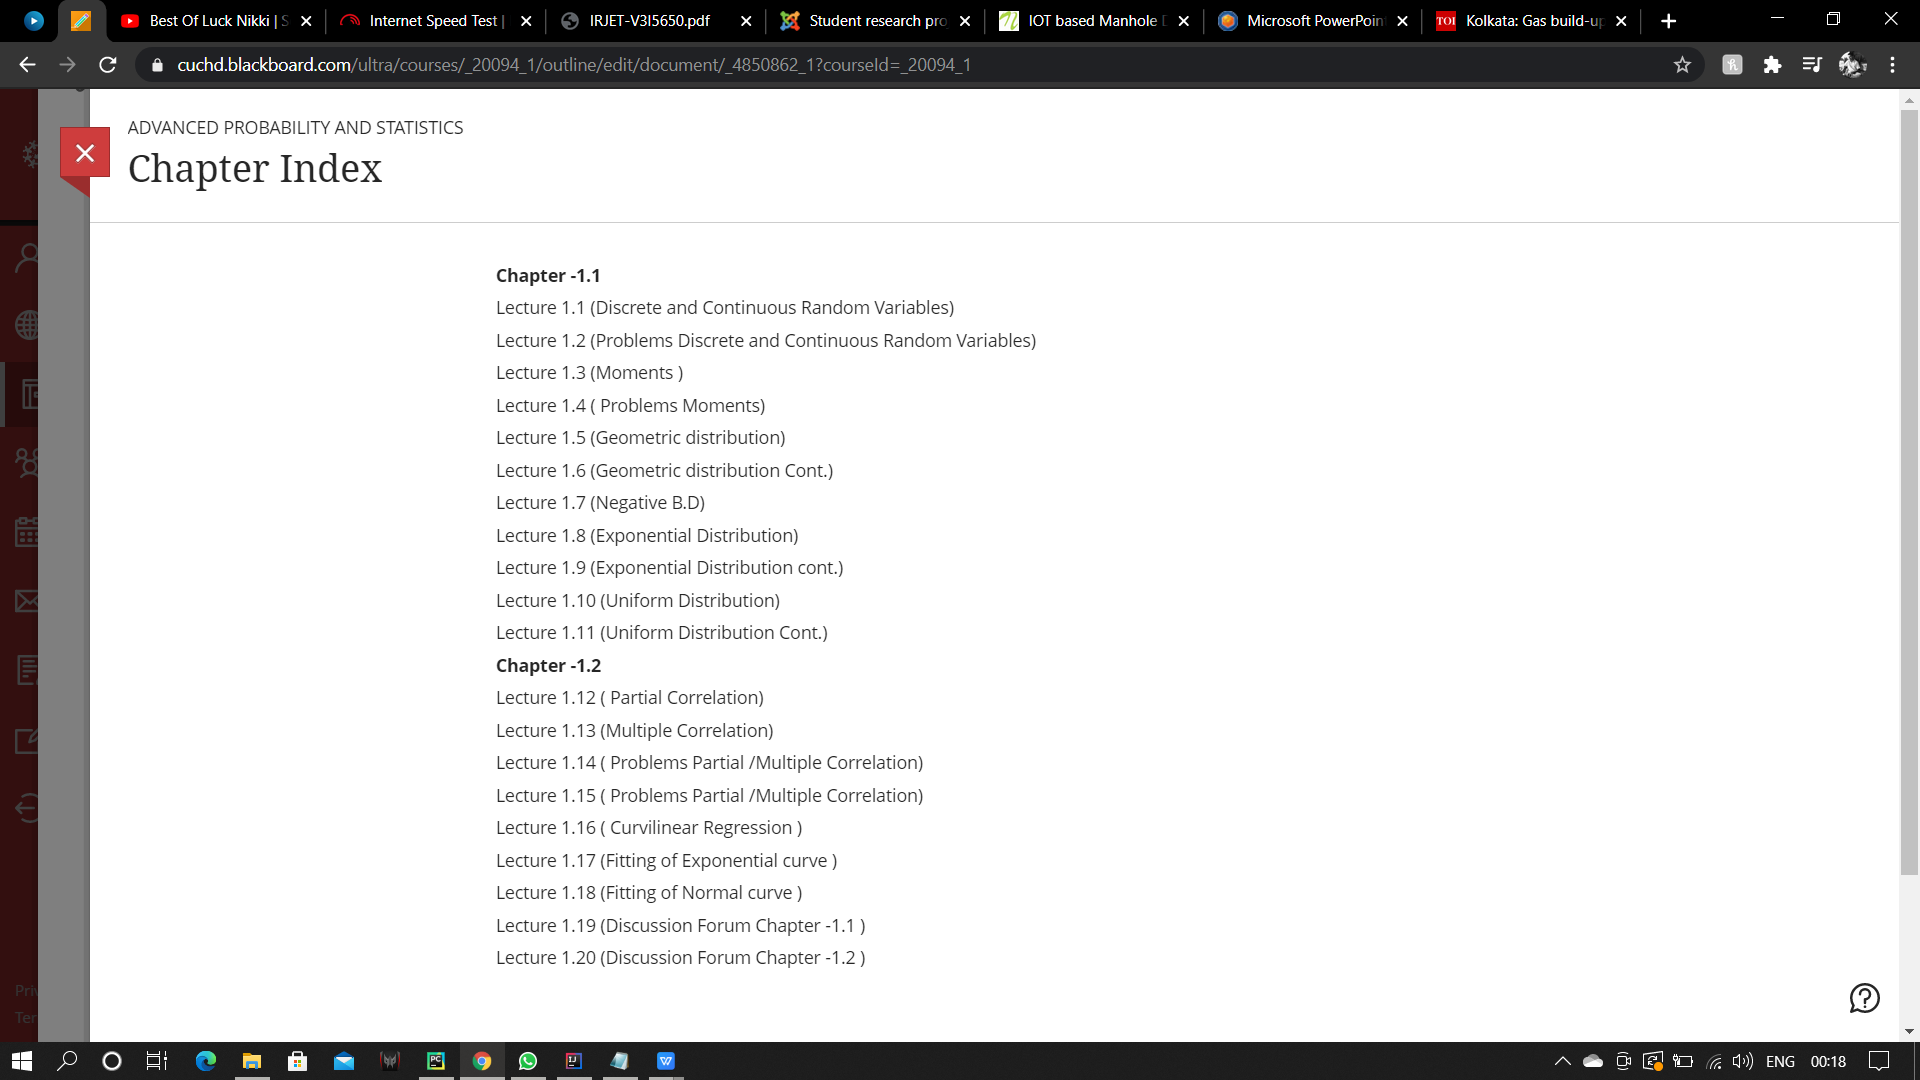 Best Of Luck Nikki | S
Internet Speed Test |
IRJET-V3I5650.pdf
Student research pro
IOT based Manhole D
Microsoft PowerPoin
TOI Kolkata: Gas build-up
cuchd.blackboard.com/ultra/courses/_20094_1/outline/edit/document/_4850862_1?courseId=_20094_1
ADVANCED PROBABILITY AND STATISTICS
Chapter Index
Chapter -1.1
Lecture 1.1 (Discrete and Continuous Random Variables)
Lecture 1.2 (Problems Discrete and Continuous Random Variables)
Lecture 1.3 (Moments )
Lecture 1.4 ( Problems Moments)
Lecture 1.5 (Geometric distribution)
Lecture 1.6 (Geometric distribution Cont.)
Lecture 1.7 (Negative B.D)
Lecture 1.8 (Exponential Distribution)
Lecture 1.9 (Exponential Distribution cont.)
Lecture 1.10 (Uniform Distribution)
Lecture 1.11 (Uniform Distribution Cont.)
Chapter -1.2
Lecture 1.12 ( Partial Correlation)
Lecture 1.13 (Multiple Correlation)
Lecture 1.14 ( Problems Partial /Multiple Correlation)
Lecture 1.15 ( Problems Partial /Multiple Correlation)
Lecture 1.16 ( Curvilinear Regression )
Lecture 1.17 (Fitting of Exponential curve )
Lecture 1.18 (Fitting of Normal curve )
Lecture 1.19 (Discussion Forum Chapter -1.1 )
Lecture 1.20 (Discussion Forum Chapter -1.2 )
Pri
Ter
ENG 00:18